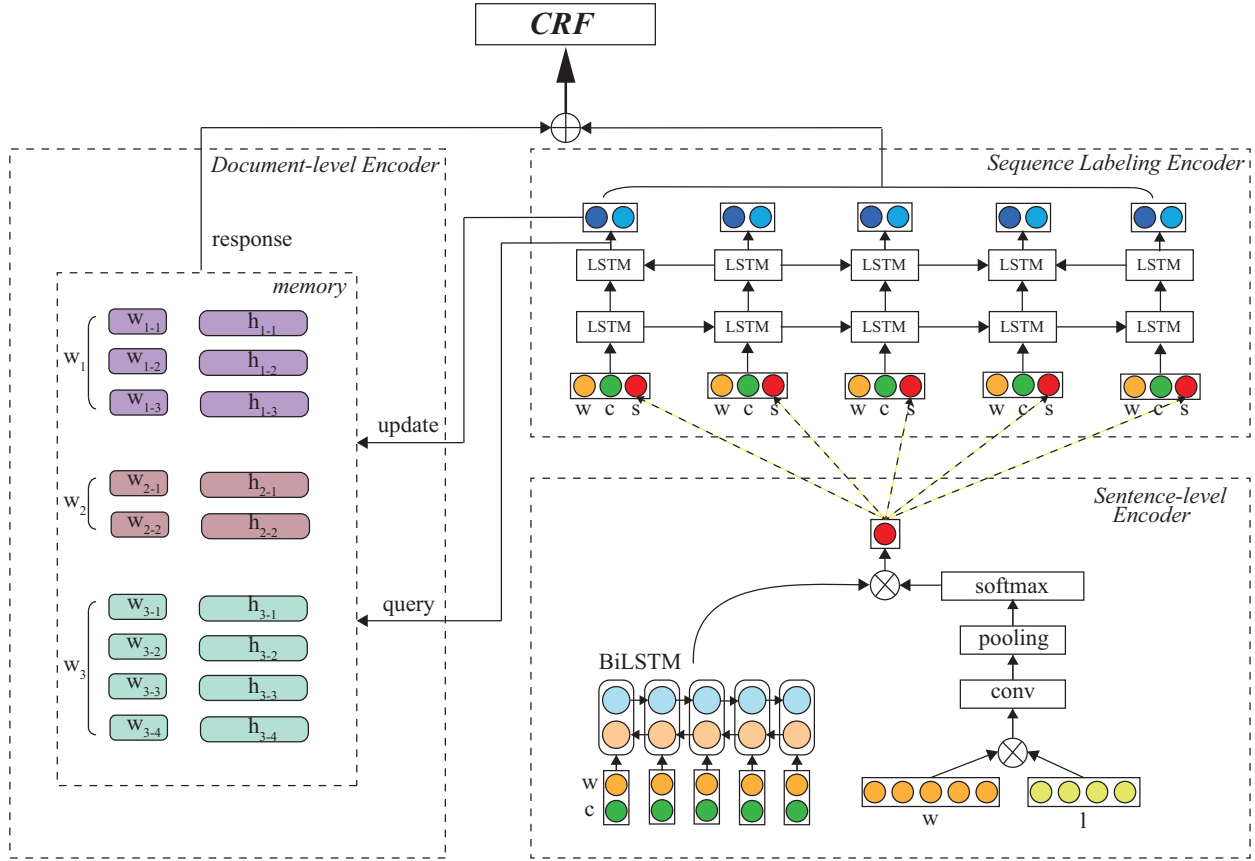 CRF
Document-level Encoder
Sequence Labeling Encoder
response
memory
w1-1 h1-1
w1
w1-2 h1-2
w1-3 h1-3
w2-1 h2-1
w2
w2-2 h2-2
w3-1 h3-1
w3-2 h3-2
w3
w3-3 h3-3
w3-4 h3-4
update
query
LSTM LSTM LSTM LSTM LSTM
LSTM LSTM LSTM LSTM LSTM
w c s w c s w c s w c s w c s
Sentence-level
Encoder
softmax
pooling
conv
BiLSTM
w
c
w l